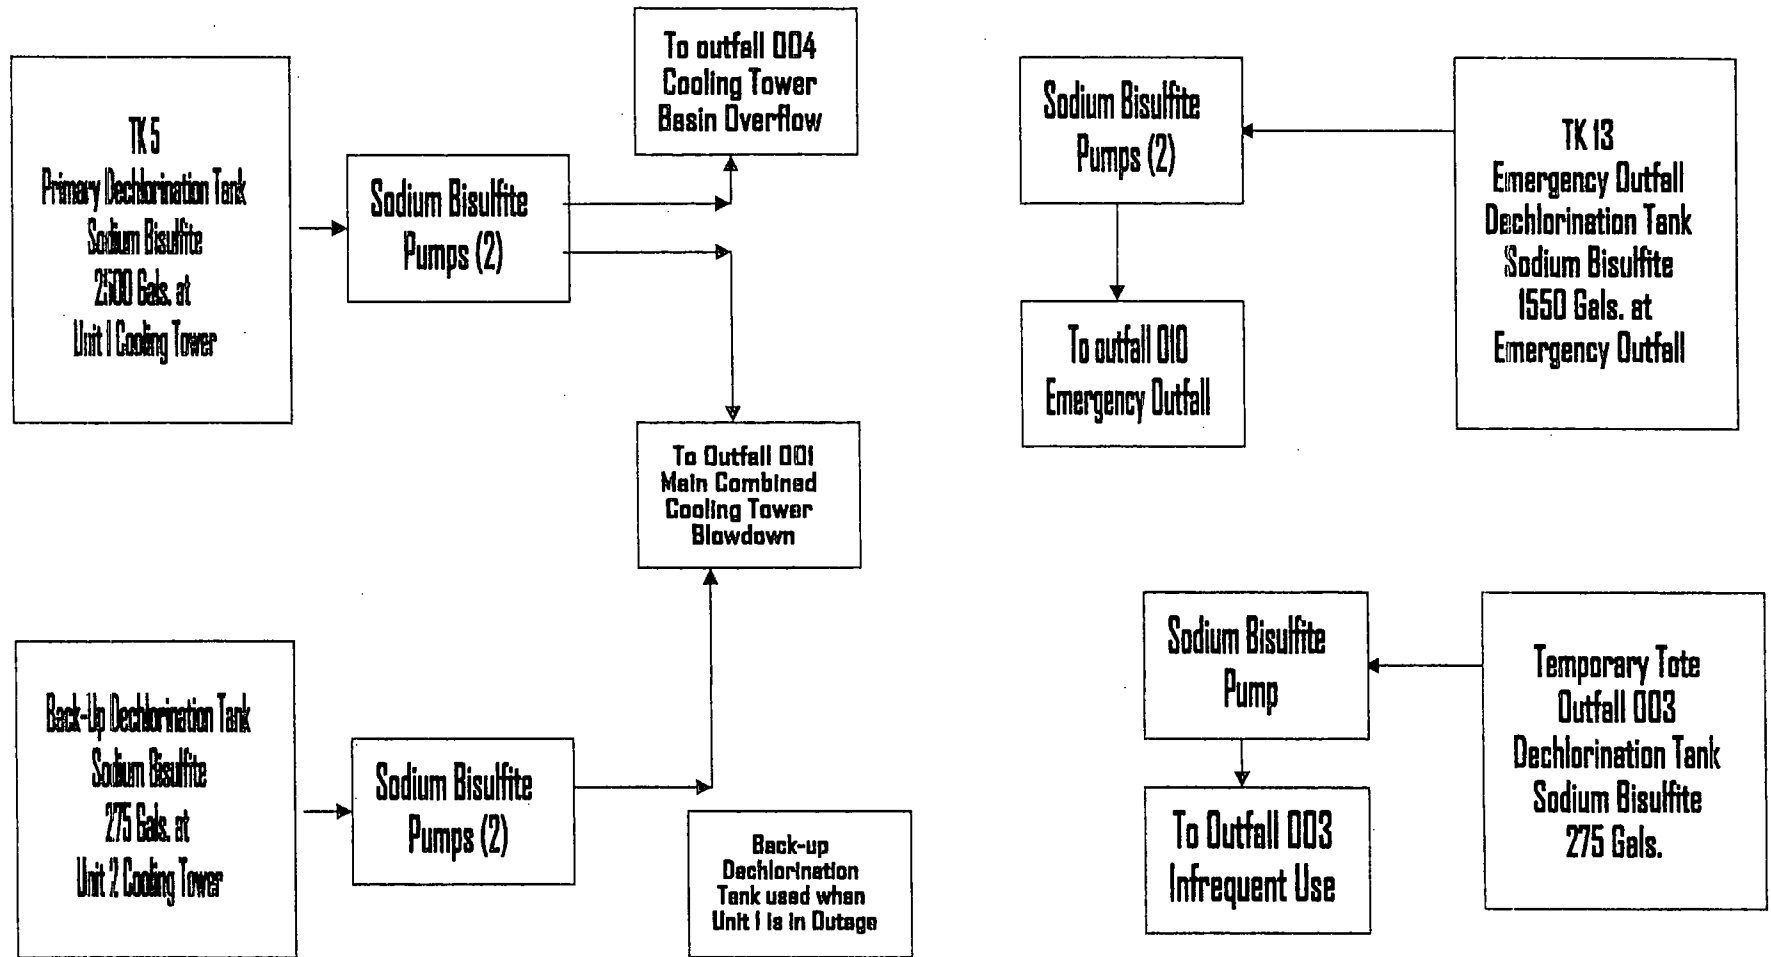 TK 5
Primary Dechlorination Tank
Sodium Bisulfite
2500 Gals. at
Unit 1 Cooling Tower
Sodium Bisulfite
Pumps (2)
To outfall 004
Cooling Tower
Basin Overflow
To Outfall 001
Main Combined
Cooling Tower
Blowdown
Back-Up Dechlorination Tank
Sodium Bisulfite
275 Gals. at
Unit 2 Cooling Tower
Sodium Bisulfite
Pumps (2)
Back-up
Dechlorination
Tank used when
Unit 1 is in Outage
Sodium Bisulfite
Pumps (2)
TK 13
Emergency Outfall
Dechlorination Tank
Sodium Bisulfite
1550 Gals. at
Emergency Outfall
To outfall 010
Emergency Outfall
Sodium Bisulfite
Pump
Temporary Tote
Outfall 003
Dechlorination Tank
Sodium Bisulfite
275 Gals.
To Outfall 003
Infrequent Use